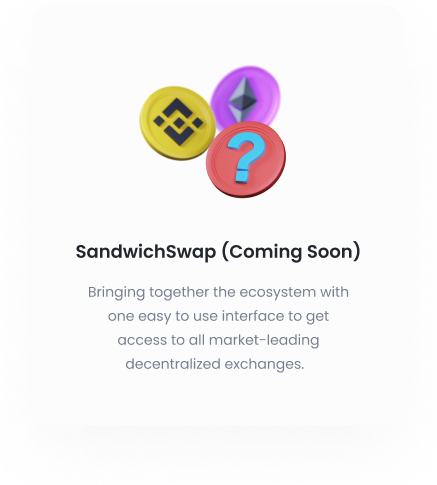 ?
SandwichSwap (Coming Soon)
Bringing together the ecosystem with
one easy to use interface to get
access to all market-leading
decentralized exchanges.